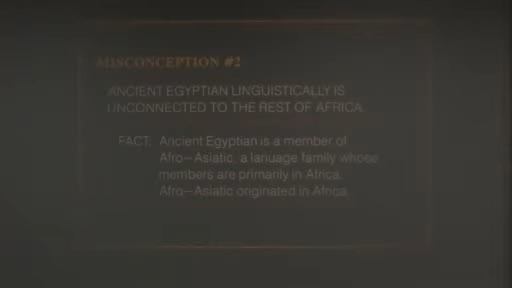 MISCONCEPTION #2
ANCIENT EGYPTIAN LINGUISTICALLY IS
UNCONNECTED TO THE REST OF AFRICA.
FACT: Ancient Egyptian is a member of
Afro-Asiatic, a lanuage family whose
members are primarily in Africa.
Afro-Asiatic originated in Africa.